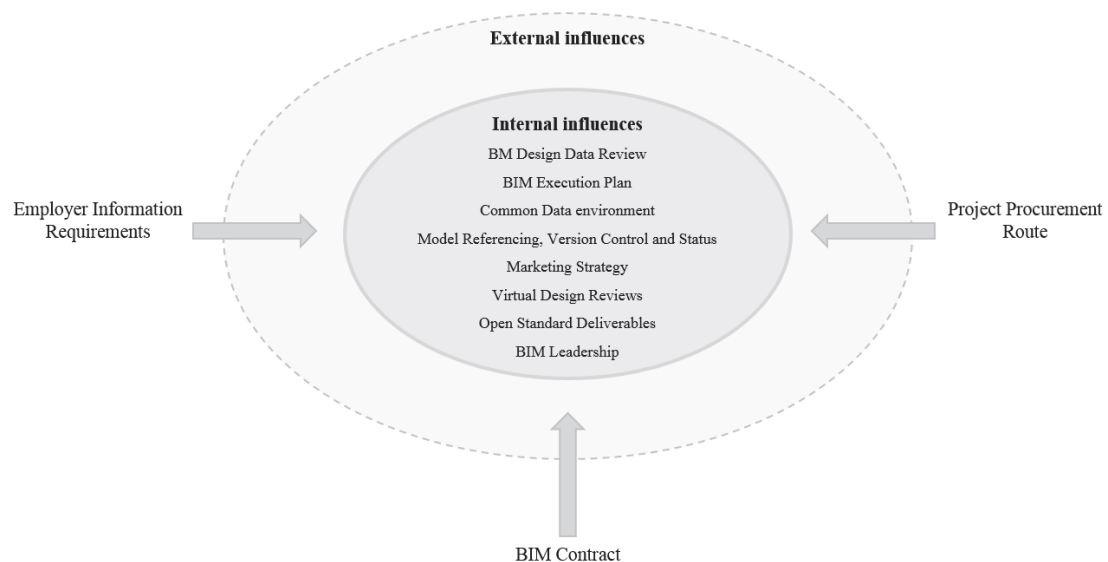 External influences
Internal influences
BM Design Data Review
BIM Execution Plan
Common Data environment
Model Referencing, Version Control and Status
Marketing Strategy
Virtual Design Reviews
Open Standard Deliverables
BIM Leadership
Employer Information
Requirements
Project Procurement
Route
BIM Contract